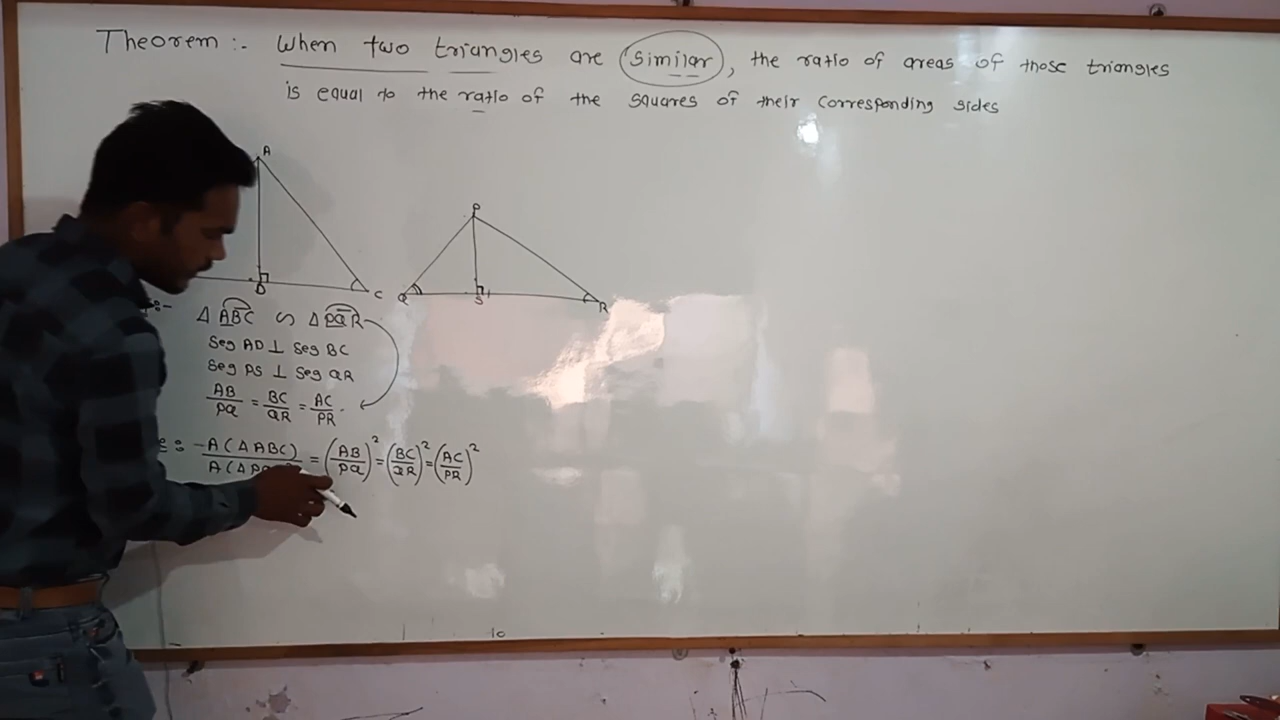 Theorem :- When two triangles are similar, the ratio of areas of those triangles
is equal to the ratio of the squares of their corresponding sides
A
D
C
P
Q
S
R
:-
△ ABC ∽ △ PQR
Seg AD ⊥ Seg BC
Seg PS ⊥ Seg QR
AB/PQ = BC/QR = AC/PR .
: - A(△ABC)/A(△ = (AB/PQ)² = (BC/QR)² = (AC/PR)²